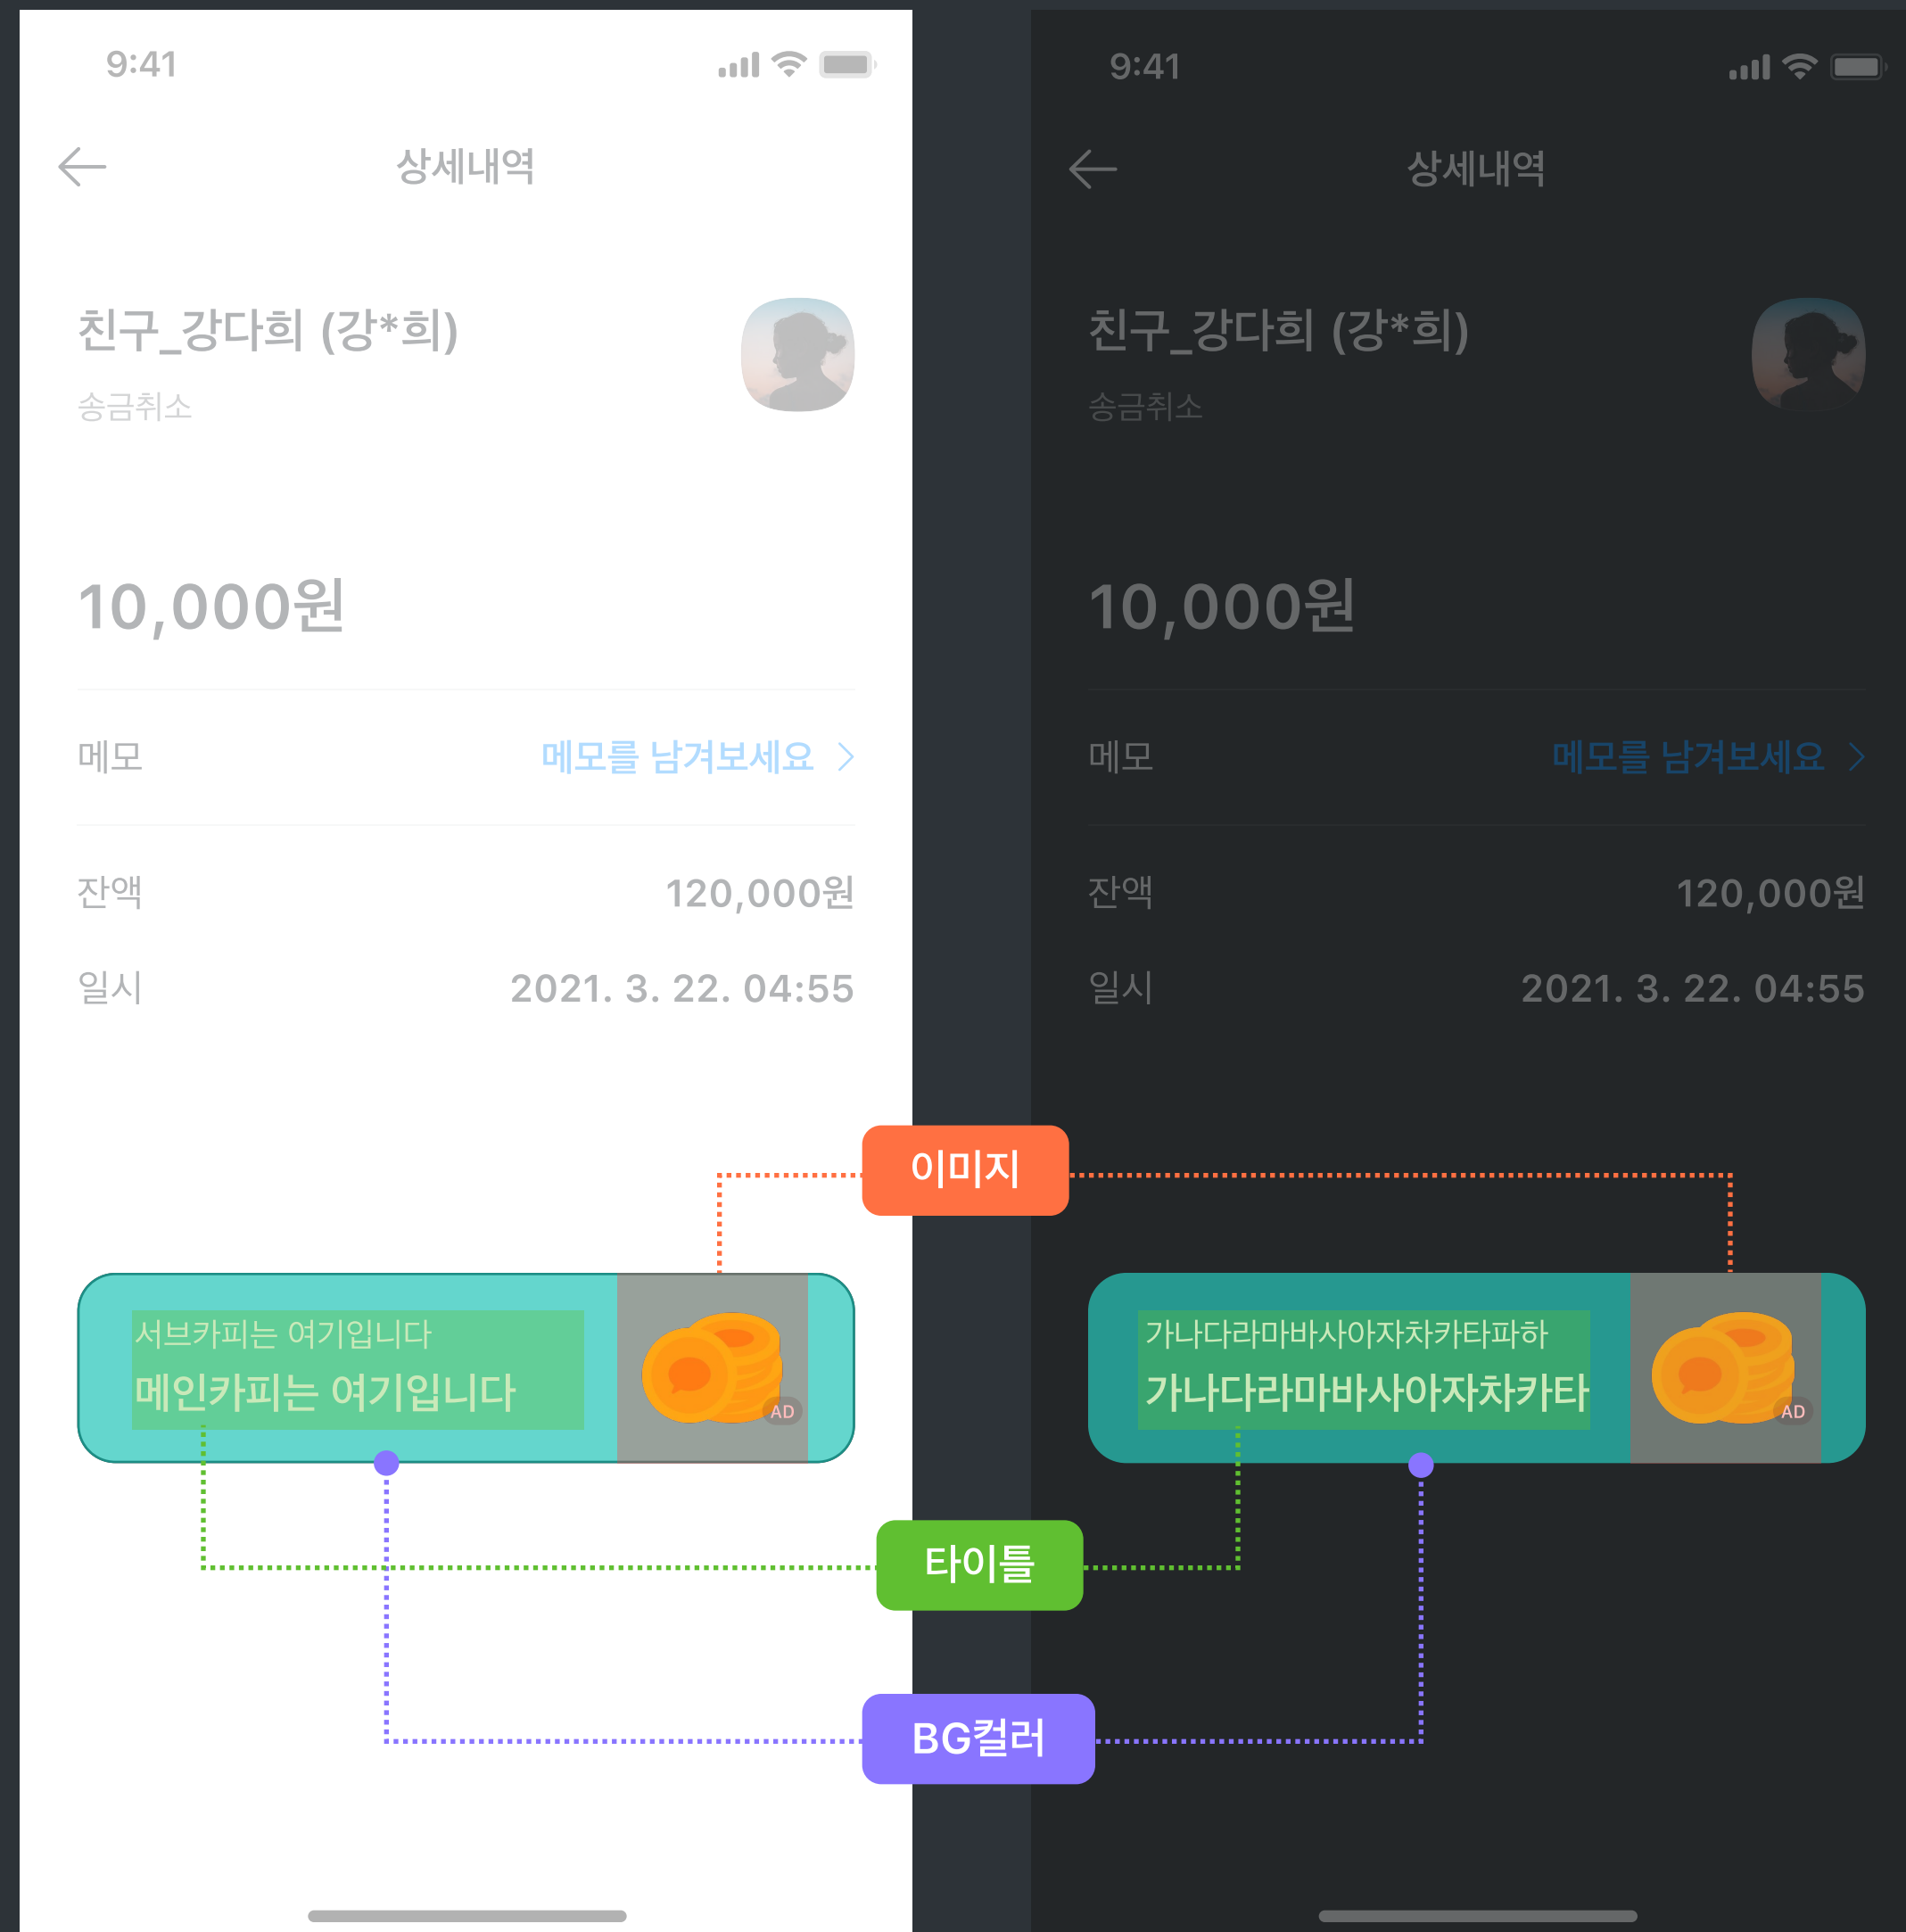 9:41
상세내역
친구_강다희 (강*희)
송금취소
10,000원
메모
메모를 남겨보세요
잔액
120,000원
일시
2021. 3. 22. 04:55
서브카피는 여기입니다
메인카피는 여기입니다
AD
이미지
타이틀
BG컬러
9:41
상세내역
친구_강다희 (강*희)
송금취소
10,000원
메모
메모를 남겨보세요
잔액
120,000원
일시
2021. 3. 22. 04:55
가나다라마바사아자차카타파하
가나다라마바사아자차카타
AD